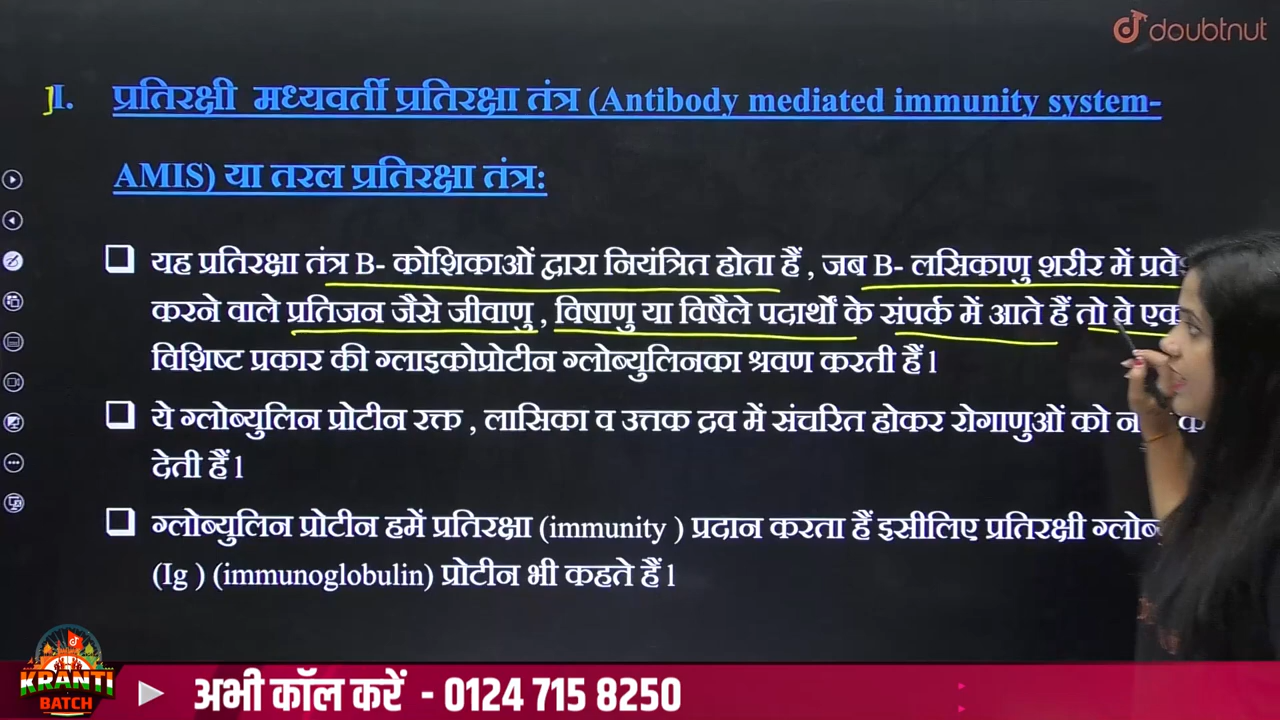 doubtnut
I. प्रतिरक्षी मध्यवर्ती प्रतिरक्षा तंत्र (Antibody mediated immunity system-
AMIS) या तरल प्रतिरक्षा तंत्र:
यह प्रतिरक्षा तंत्र B- कोशिकाओं द्वारा नियंत्रित होता हैं , जब B- लसिकाणु शरीर में
करने वाले प्रतिजन जैसे जीवाणु , विषाणु या विषैले पदार्थों के संपर्क में आते हैं तो वे एक
विशिष्ट प्रकार की ग्लाइकोप्रोटीन ग्लोब्युलिनका श्रवण करती हैं l
ये ग्लोब्युलिन प्रोटीन रक्त , लासिका व उत्तक द्रव में संचरित होकर रोगाणुओं को
देती हैं l
ग्लोब्युलिन प्रोटीन हमें प्रतिरक्षा (immunity ) प्रदान करता हैं इसीलिए प्रतिरक्षी
(Ig ) (immunoglobulin) प्रोटीन भी कहते हैं l
KRANTI
BATCH
अभी कॉल करें - 0124 715 8250